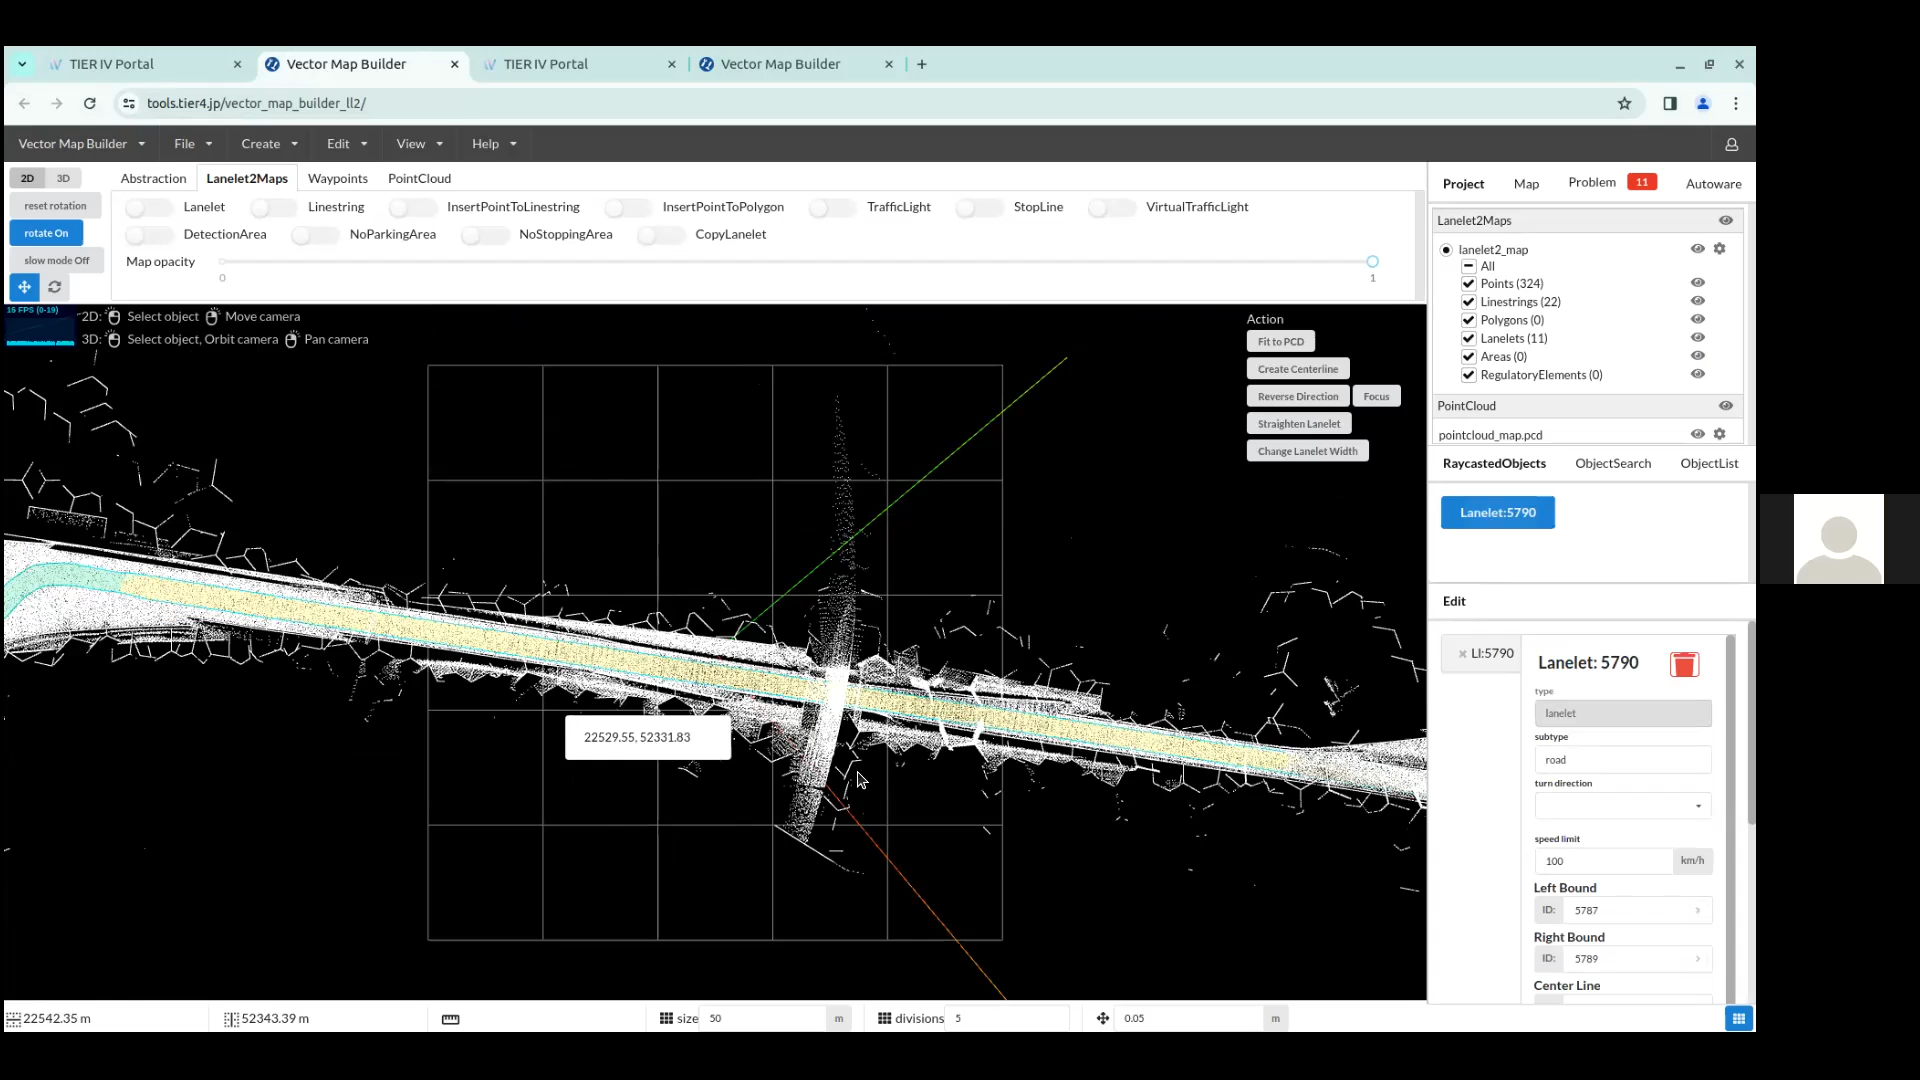 TIER IV Portal
Vector Map Builder
TIER IV Portal
Vector Map Builder
tools.tier4.jp/vector_map_builder_ll2/
Vector Map Builder File Create Edit View Help
2D 3D
reset rotation
rotate On
slow mode Off
Abstraction Lanelet2Maps Waypoints PointCloud
Lanelet Linestring InsertPointToLinestring InsertPointToPolygon TrafficLight StopLine VirtualTrafficLight
DetectionArea NoParkingArea NoStoppingArea CopyLanelet
Map opacity
0 1
15 FPS (0-19)
2D: Select object Move camera
3D: Select object, Orbit camera Pan camera
Action
Fit to PCD
Create Centerline
Reverse Direction Focus
Straighten Lanelet
Change Lanelet Width
22529.55, 52331.83
Project Map Problem 11 Autoware
Lanelet2Maps
lanelet2_map
All
Points (324)
Linestrings (22)
Polygons (0)
Lanelets (11)
Areas (0)
RegulatoryElements (0)
PointCloud
pointcloud_map.pcd
RaycastedObjects ObjectSearch ObjectList
Lanelet:5790
Edit
Ll:5790
Lanelet: 5790
type
lanelet
subtype
road
turn direction
speed limit
100 km/h
Left Bound
ID: 5787
Right Bound
ID: 5789
Center Line
22542.35 m 52343.39 m size 50 m divisions 5 0.05 m